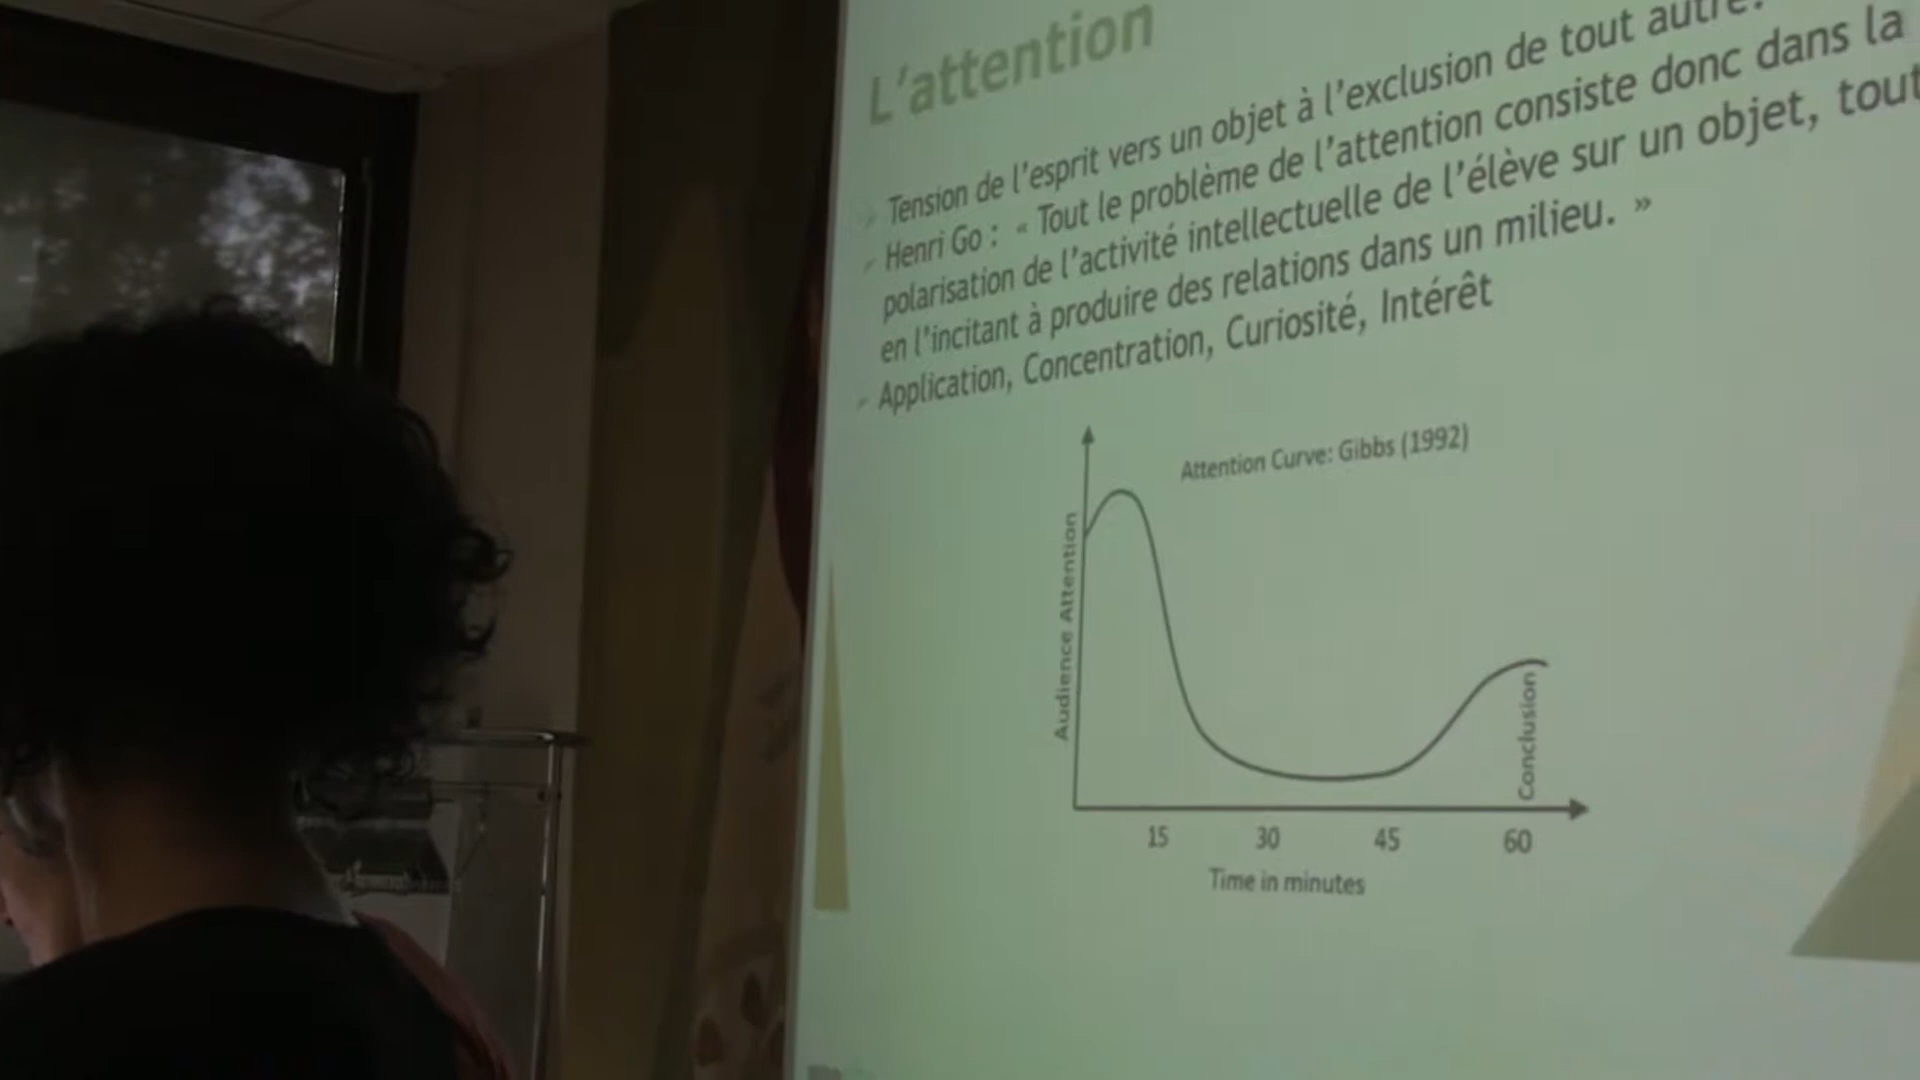 L'attention
Tension de l'esprit vers un objet à l'exclusion de tout autre.
Henri Go : « Tout le problème de l'attention consiste donc dans la
polarisation de l'activité intellectuelle de l'élève sur un objet, tout
en l'incitant à produire des relations dans un milieu. »
Application, Concentration, Curiosité, Intérêt
Attention Curve: Gibbs (1992)
Audience Attention
Conclusion
15 30 45 60
Time in minutes